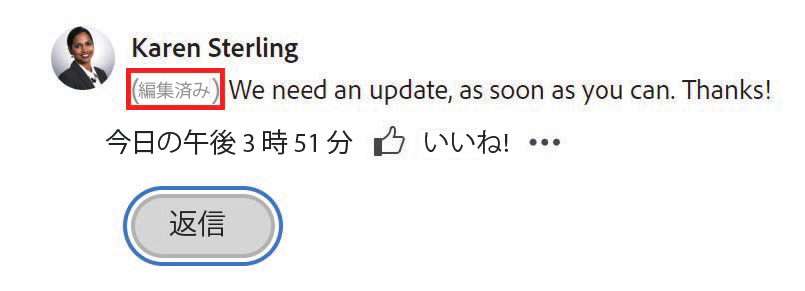 Karen Sterling
(編集済み) We need an update, as soon as you can. Thanks!
今日の午後 3 時 51 分 いいね! •••
返信